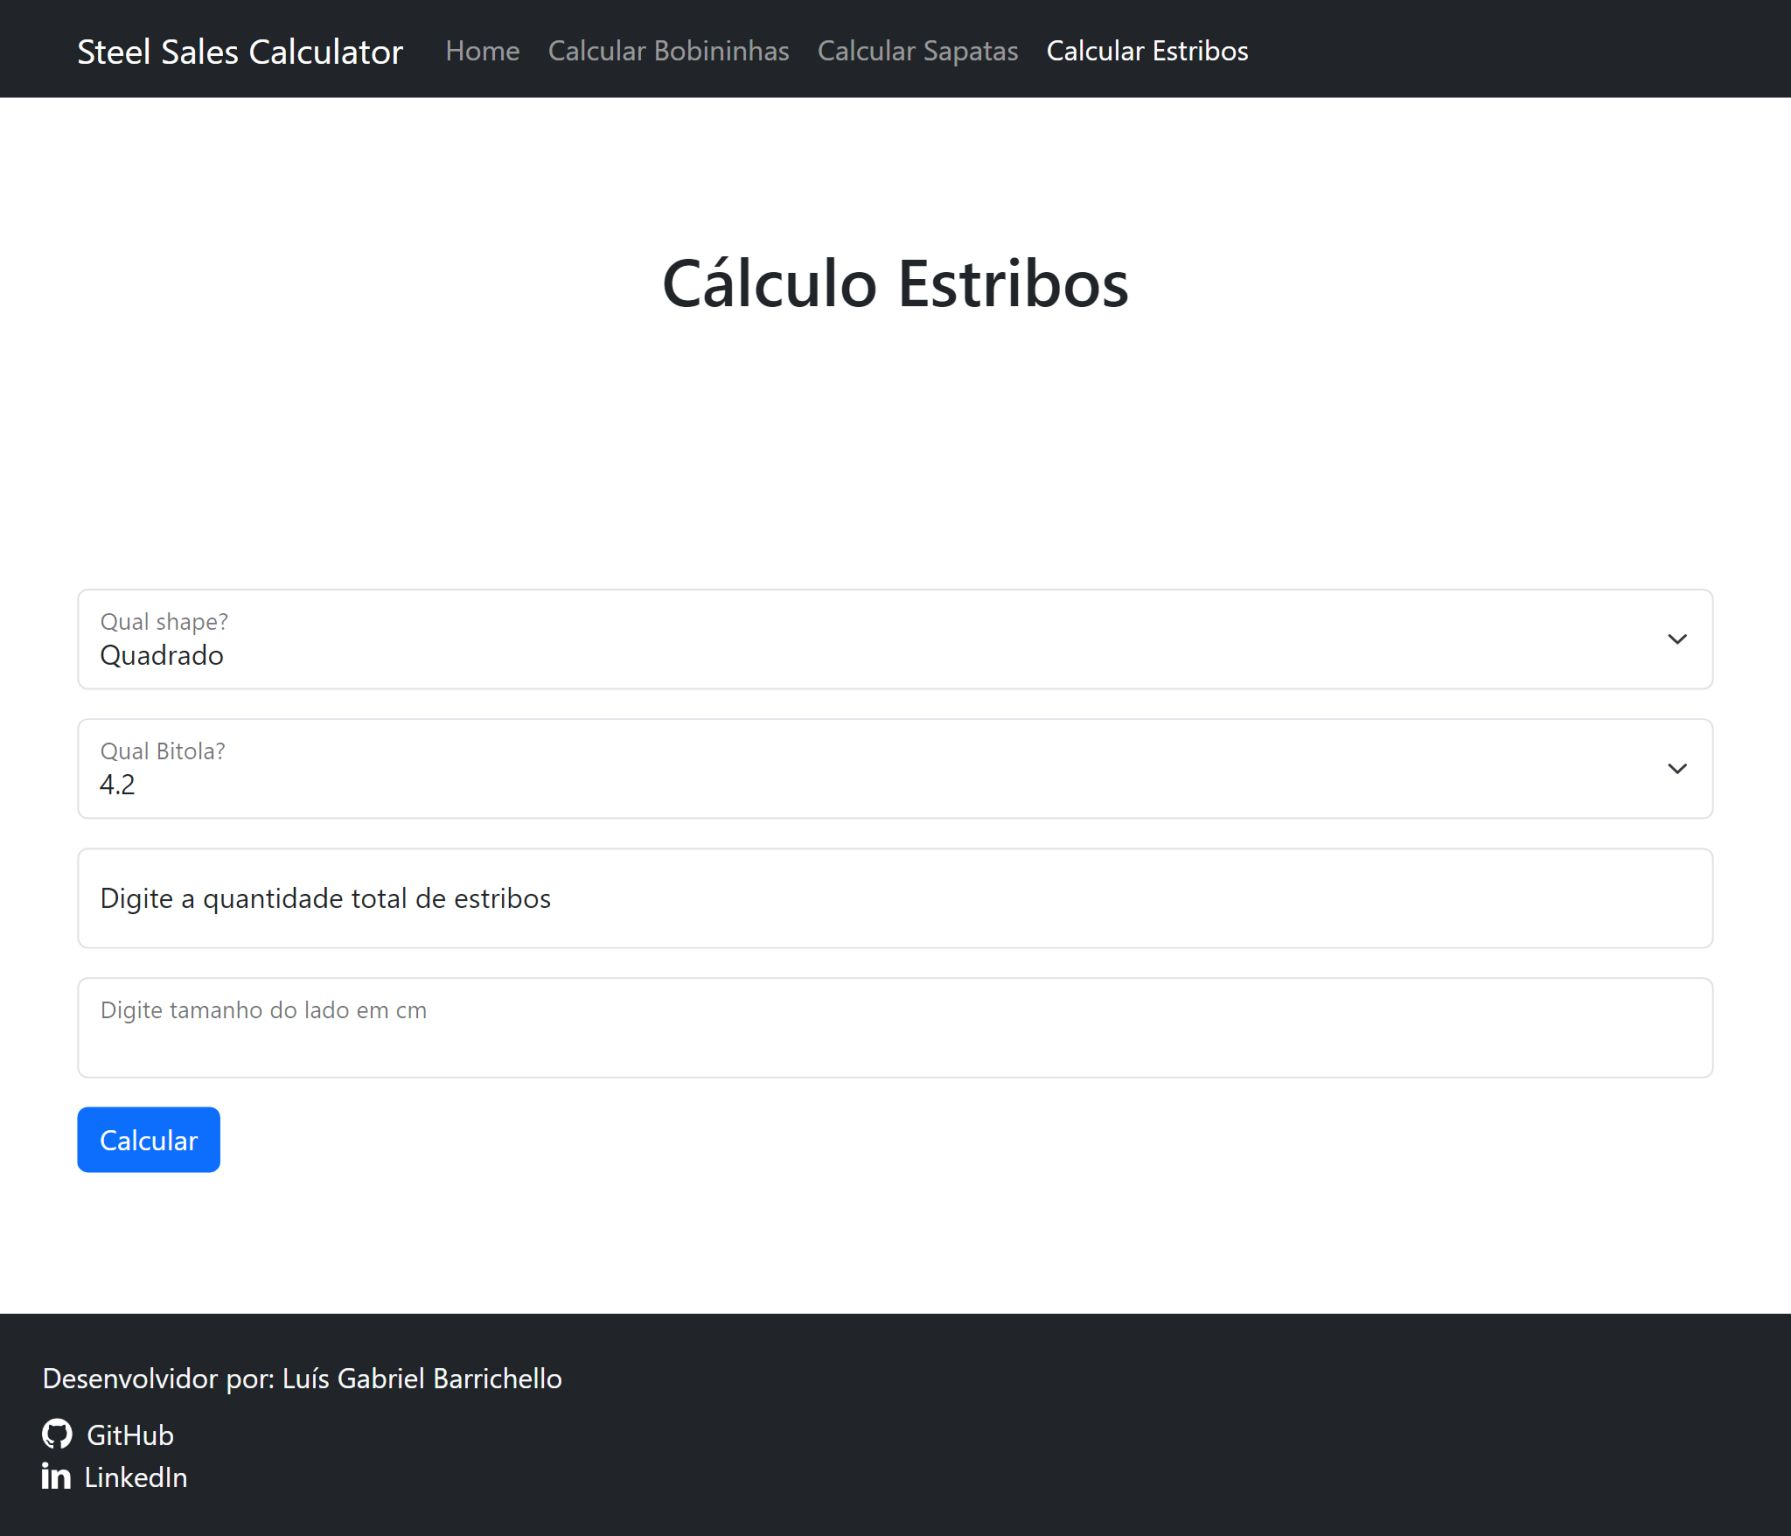 Steel Sales Calculator Home Calcular Bobininhas Calcular Sapatas Calcular Estribos
Cálculo Estribos
Qual shape?
Quadrado
Qual Bitola?
4.2
Digite a quantidade total de estribos
Digite tamanho do lado em cm
Calcular
Desenvolvidor por: Luís Gabriel Barrichello
GitHub
LinkedIn